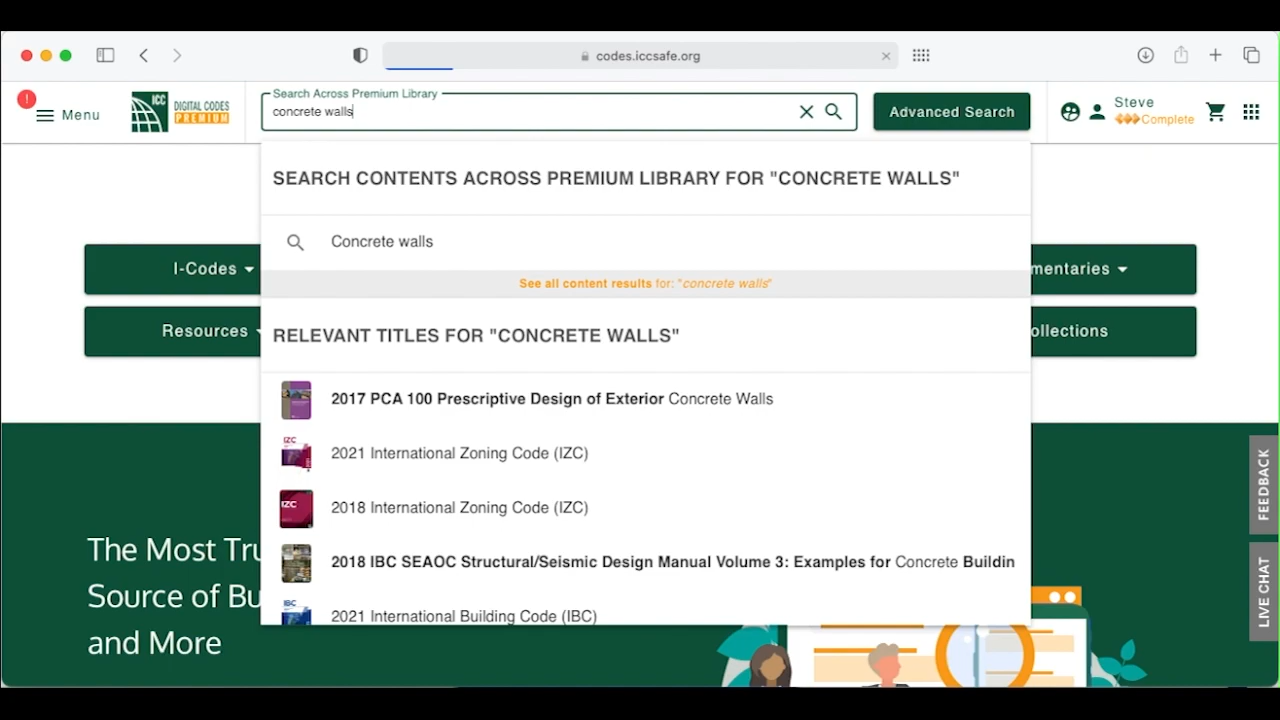 codes.iccsafe.org
!
Menu
ICC
DIGITAL CODES
PREMIUM
Search Across Premium Library
concrete walls
Advanced Search
Steve
Complete
SEARCH CONTENTS ACROSS PREMIUM LIBRARY FOR "CONCRETE WALLS"
Concrete walls
See all content results for: "concrete walls"
I-Codes
mentaries
Resources
ollections
RELEVANT TITLES FOR "CONCRETE WALLS"
2017 PCA 100 Prescriptive Design of Exterior Concrete Walls
IZC
2021 International Zoning Code (IZC)
IZC
2018 International Zoning Code (IZC)
2018 IBC SEAOC Structural/Seismic Design Manual Volume 3: Examples for Concrete Buildin
IBC
2021 International Building Code (IBC)
The Most Tru
Source of Bu
and More
FEEDBACK
LIVE CHAT